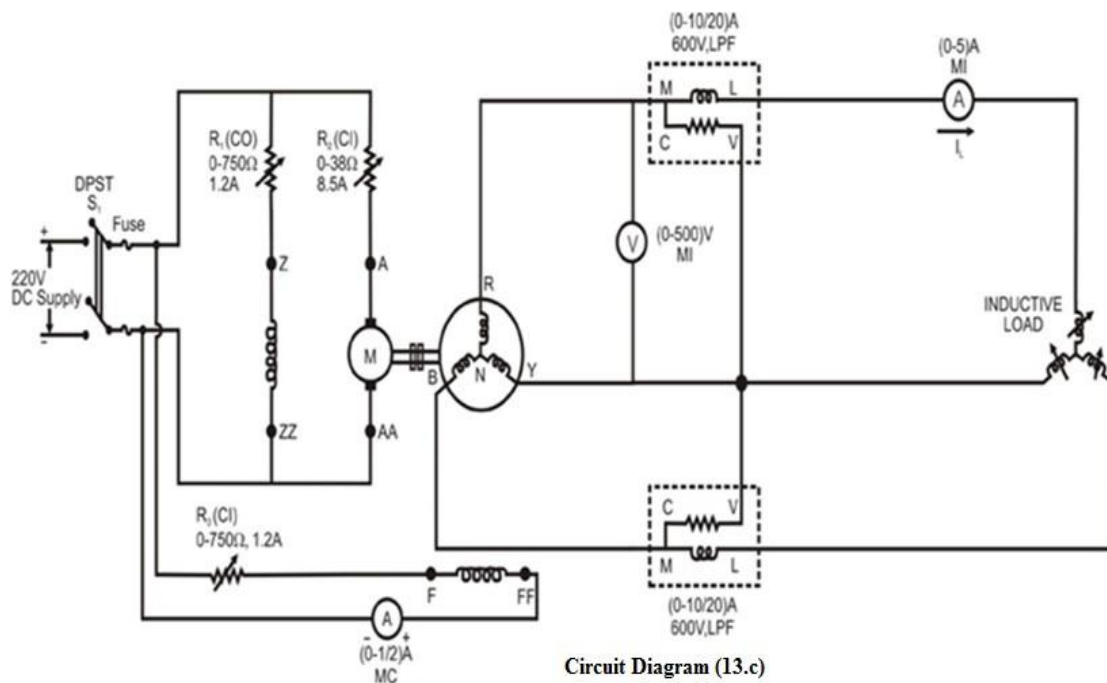 (0-10/20)A
600V,LPF
(0-5)A
MI
M
L
A
C
V
I
L
R₁(CO)
0-750Ω
1.2A
R₂(CI)
0-38Ω
8.5A
DPST
S₁
Fuse
+
220V
DC Supply
-
Z
A
V
(0-500)V
MI
R
INDUCTIVE
LOAD
M
B
N
Y
ZZ
AA
C
V
M
L
R₃(CI)
0-750Ω, 1.2A
F
FF
(0-10/20)A
600V,LPF
A
-
+
(0-1/2)A
MC
Circuit Diagram (13.c)